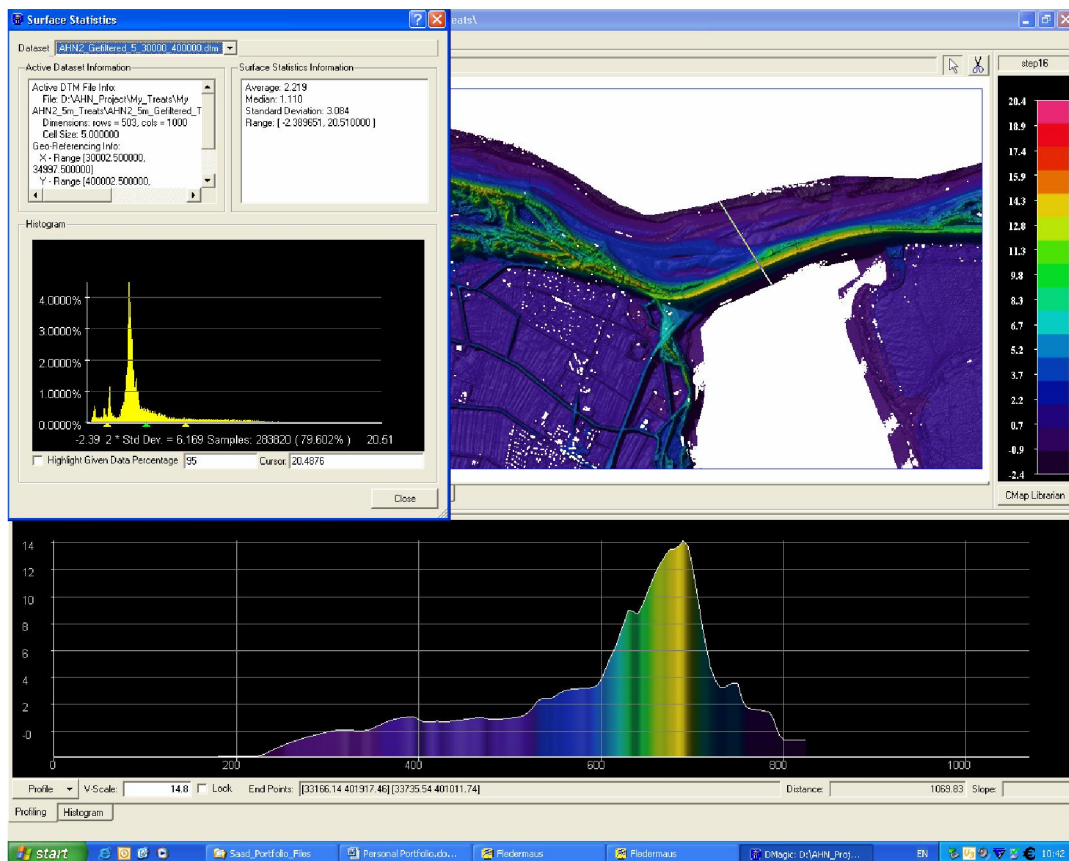 Surface Statistics
eats\
Dataset AHN2_Gefiltered_5_30000_400000.dtm
Active Dataset Information
Active DTM File Info:
File: D:\AHN_Project\My_Treats\My
AHN2_5m_Treats\AHN2_5m_Gefiltered_T
Dimensions: rows = 503, cols = 1000
Cell Size: 5.000000
Geo-Referencing Info:
X - Range [30002.500000,
34997.500000]
Y - Range [400002.500000,
Surface Statistics Information
Average: 2.219
Median: 1.110
Standard Deviation: 3.084
Range: [ -2.389651, 20.510000 ]
step16
20.4
18.9
17.4
15.9
14.3
12.8
11.3
9.8
8.3
6.7
5.2
3.7
2.2
0.7
-0.9
-2.4
CMap Librarian
Histogram
4.0000%
3.0000%
2.0000%
1.0000%
0.0000%
-2.39 2 * Std Dev. = 6.169 Samples: 283820 ( 79.602% ) 20.51
Highlight Given Data Percentage 95 Cursor: 20.4876
Close
14
12
10
8
6
4
2
-0
0 200 400 600 800 1000
Profile V-Scale: 14.8 Lock End Points: [33166.14 401917.46] [33735.54 401011.74] Distance: 1069.83 Slope:
Profiling Histogram
start Saad_Portfolio_Files Personal Portfolio.do... Fledermaus Fledermaus DMagic: D:\AHN_Proj... EN 10:42